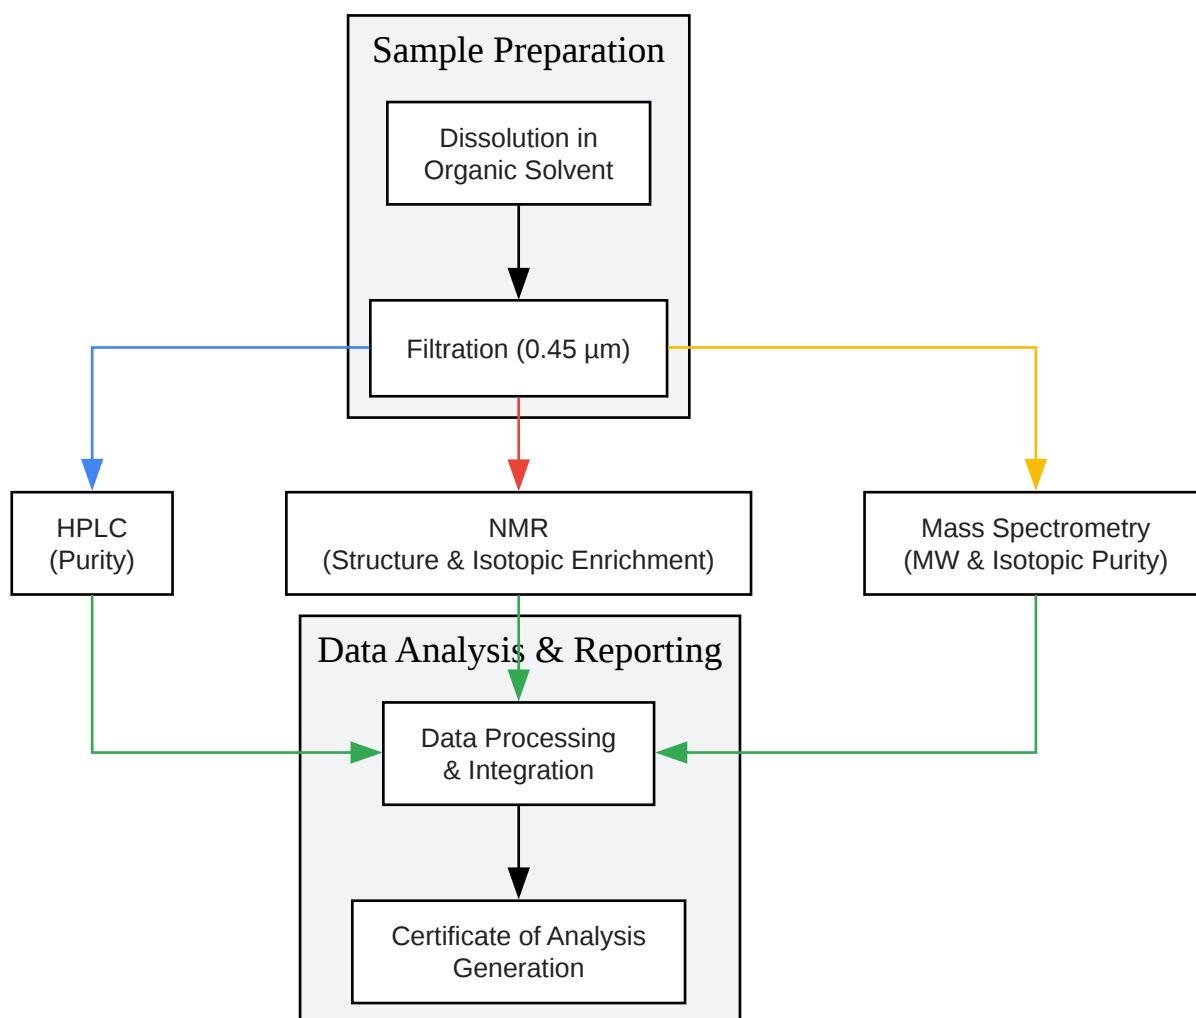 Sample Preparation
Dissolution in
Organic Solvent
Filtration (0.45 µm)
HPLC
(Purity)
NMR
(Structure & Isotopic Enrichment)
Mass Spectrometry
(MW & Isotopic Purity)
Data Analysis & Reporting
Data Processing
& Integration
Certificate of Analysis
Generation